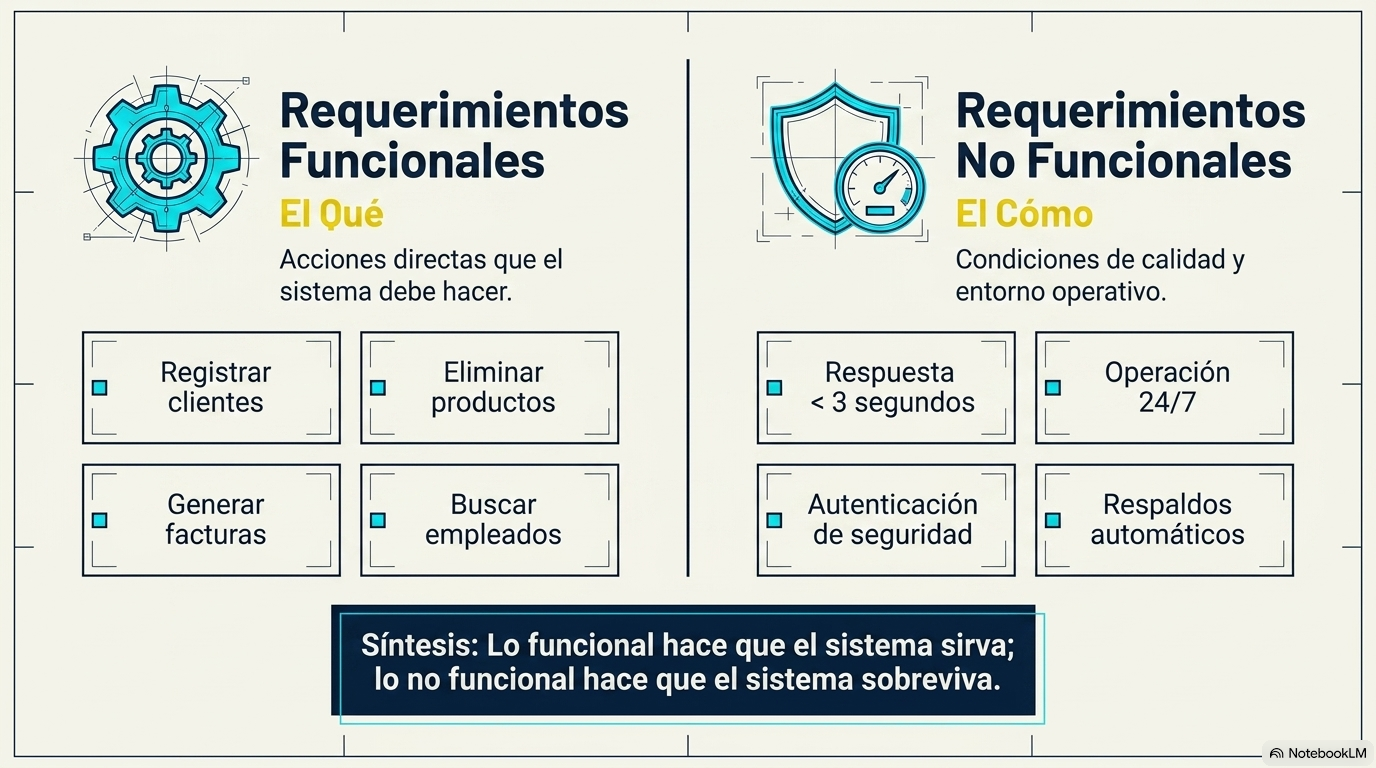 Requerimientos
Funcionales
El Qué
Acciones directas que el
sistema debe hacer.
Registrar
clientes
Eliminar
productos
Generar
facturas
Buscar
empleados
Requerimientos
No Funcionales
El Cómo
Condiciones de calidad y
entorno operativo.
Respuesta
< 3 segundos
Operación
24/7
Autenticación
de seguridad
Respaldos
automáticos
Síntesis: Lo funcional hace que el sistema sirva;
lo no funcional hace que el sistema sobreviva.
NotebookLM